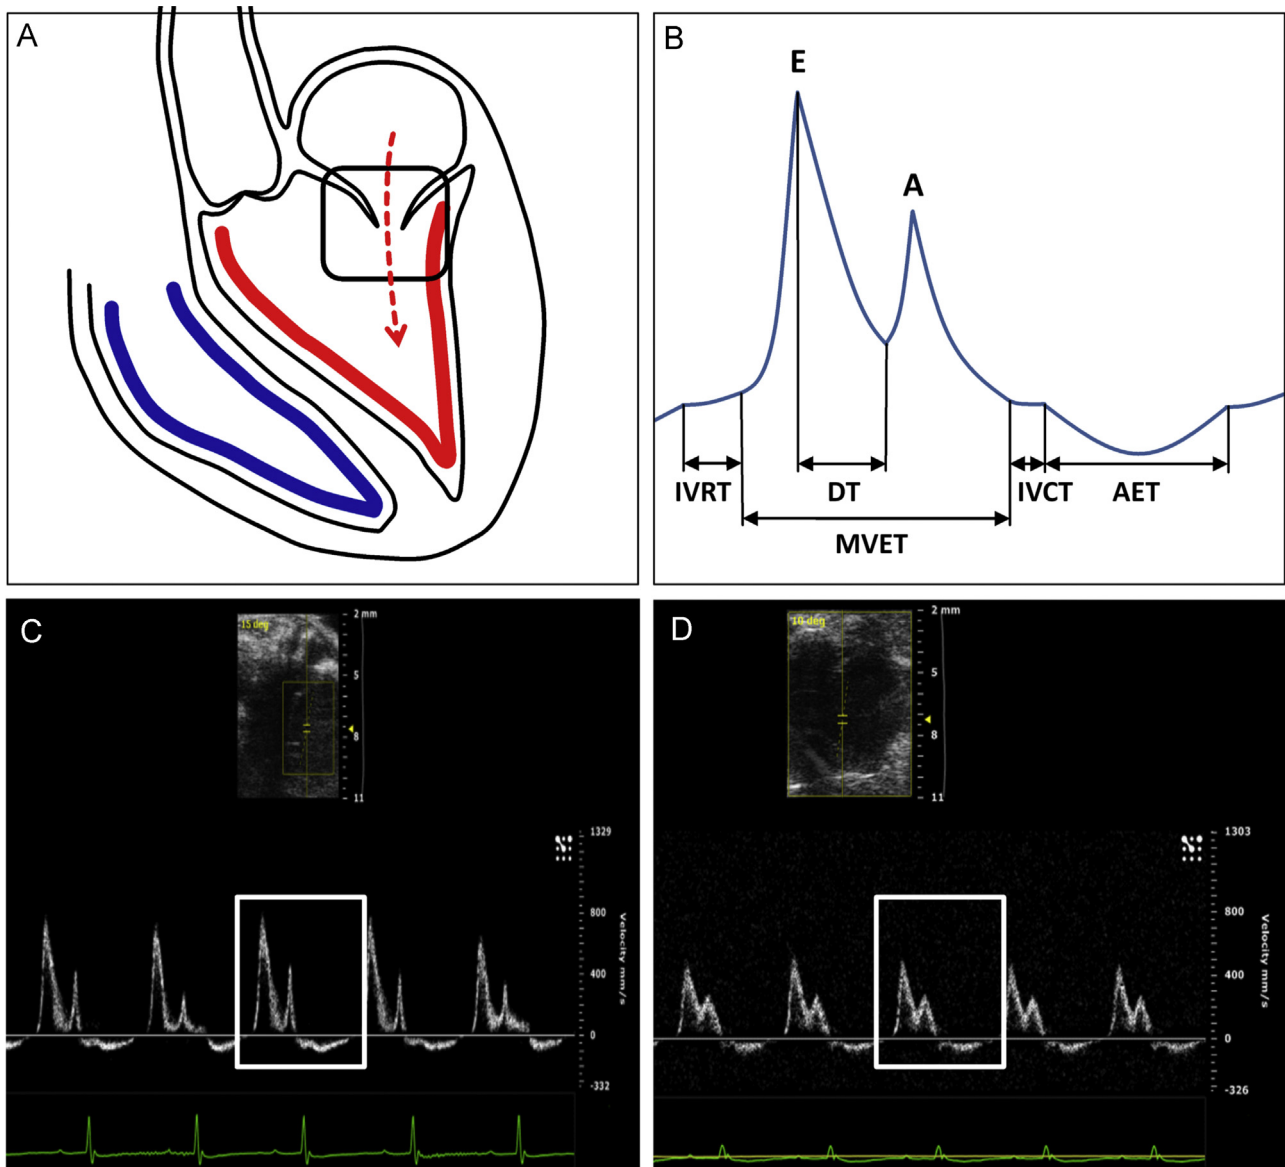 A
B
E
A
IVRT
DT
IVCT
AET
MVET
C
15 deg
2 mm
5
8
11
1329
800
400
0
-332
Velocity mm/s
D
10 deg
2 mm
5
8
11
1303
800
400
0
-326
Velocity mm/s